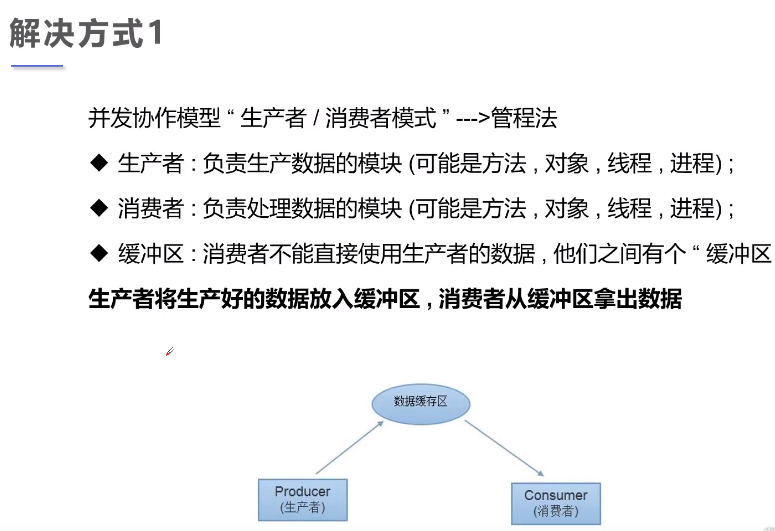 解决方式1
并发协作模型 “ 生产者 / 消费者模式 ” --->管程法
◆ 生产者 : 负责生产数据的模块 (可能是方法 , 对象 , 线程 , 进程) ;
◆ 消费者 : 负责处理数据的模块 (可能是方法 , 对象 , 线程 , 进程) ;
◆ 缓冲区 : 消费者不能直接使用生产者的数据 , 他们之间有个 “ 缓冲区
生产者将生产好的数据放入缓冲区 , 消费者从缓冲区拿出数据
数据缓存区
Producer
(生产者)
Consumer
(消费者)